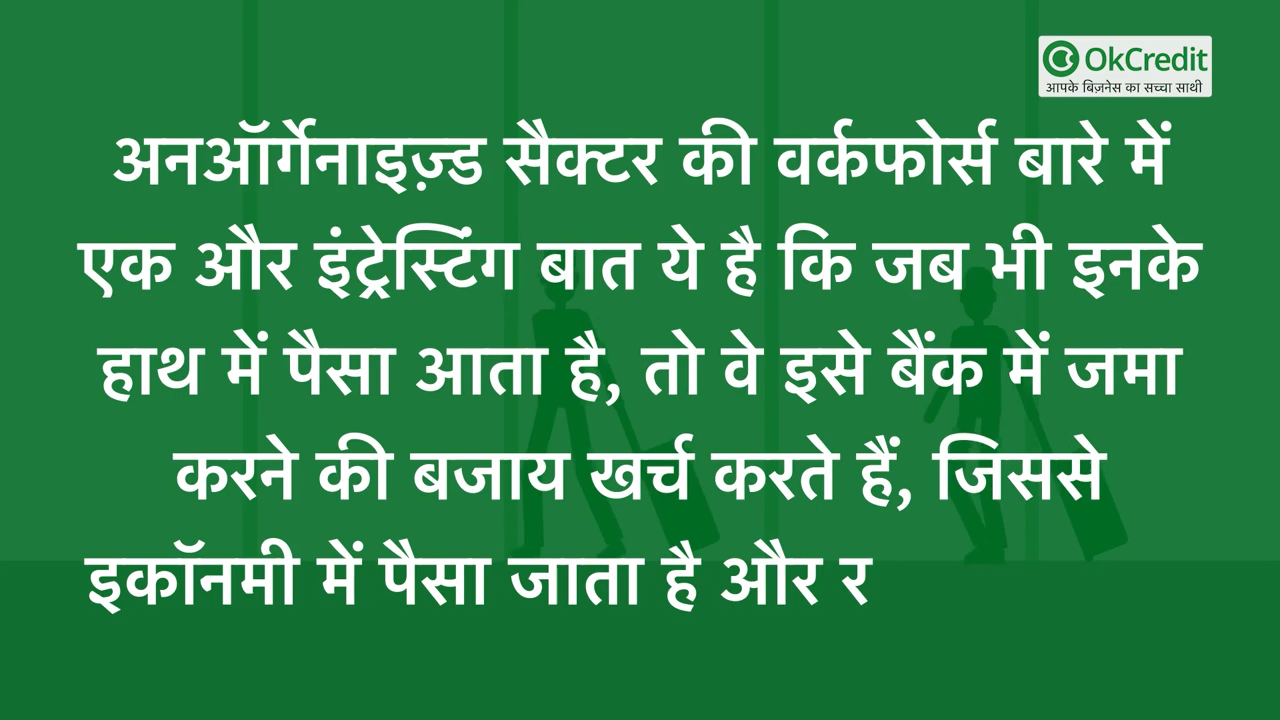 OkCredit
आपके बिज़नेस का सच्चा साथी
अनऑर्गेनाइज़्ड सैक्टर की वर्कफोर्स बारे में
एक और इंट्रेस्टिंग बात ये है कि जब भी इनके
हाथ में पैसा आता है, तो वे इसे बैंक में जमा
करने की बजाय खर्च करते हैं, जिससे
इकॉनमी में पैसा जाता है और र